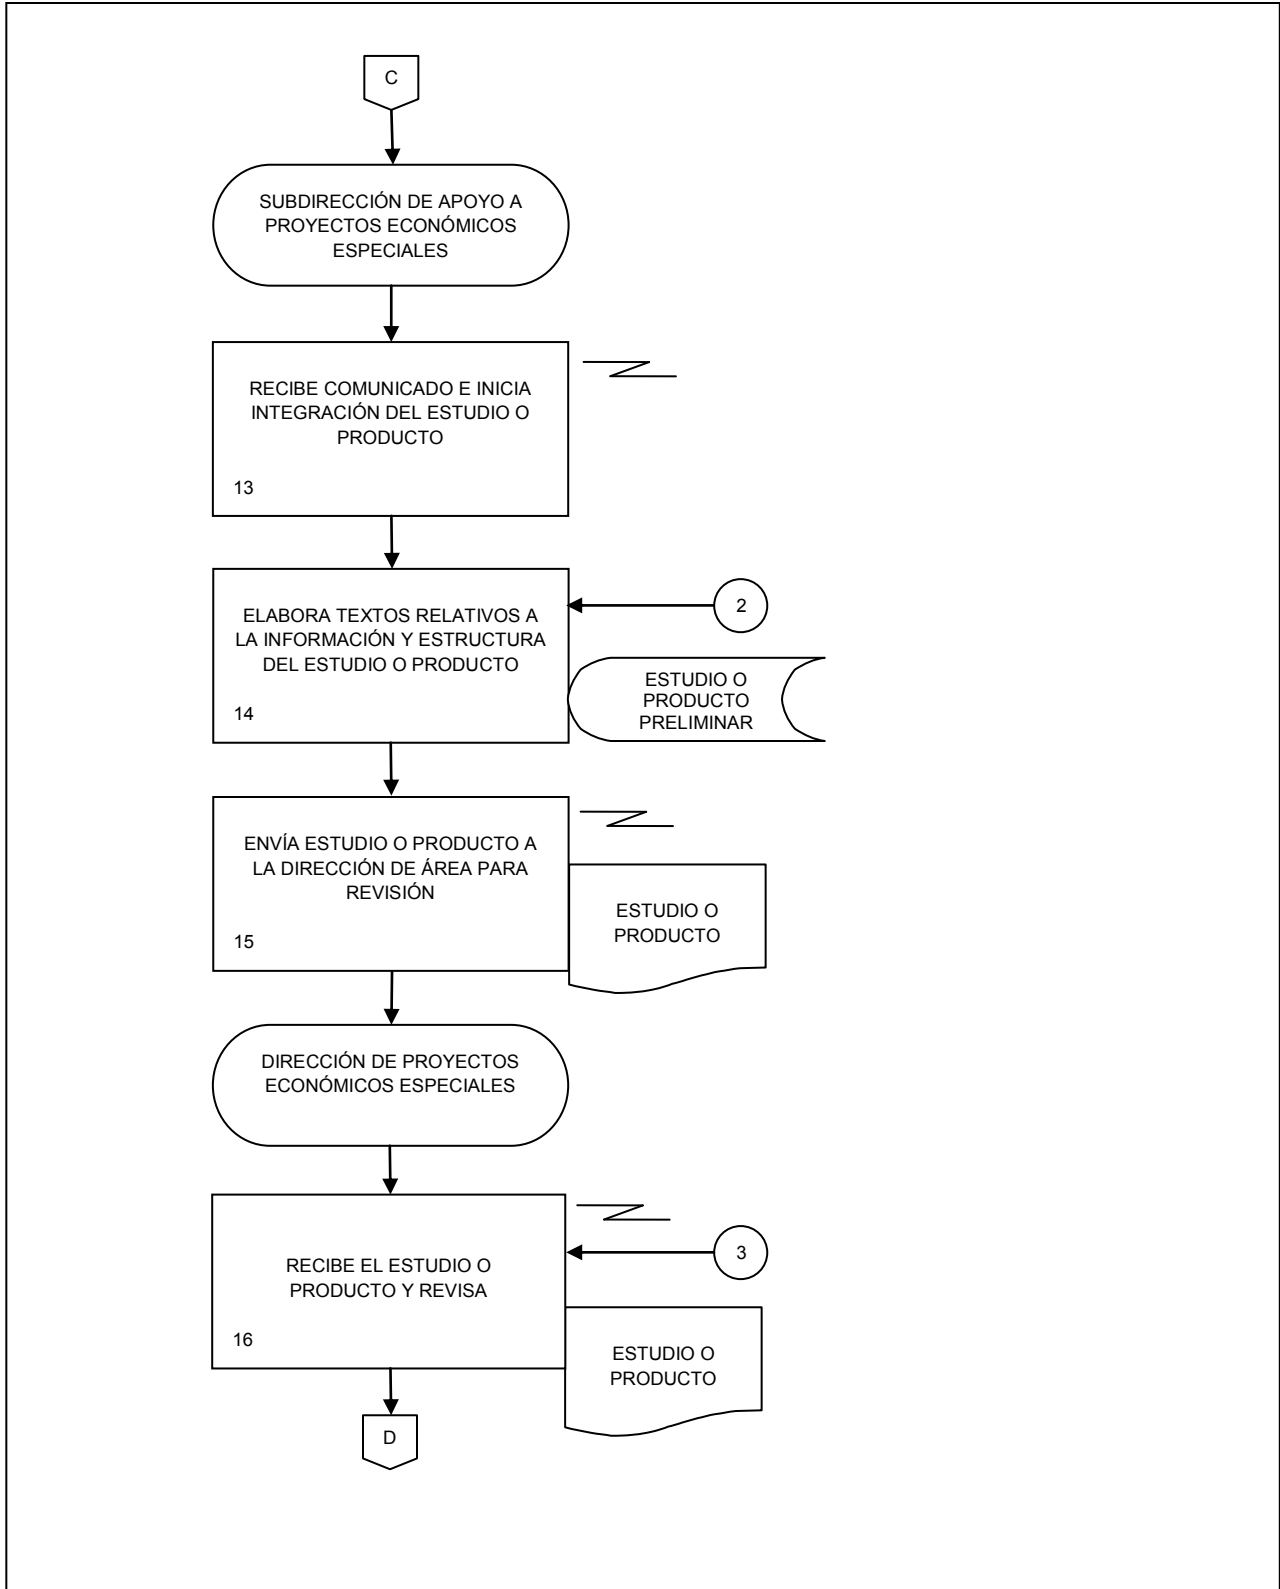 C
SUBDIRECCIÓN DE APOYO A
PROYECTOS ECONÓMICOS
ESPECIALES
RECIBE COMUNICADO E INICIA
INTEGRACIÓN DEL ESTUDIO O
PRODUCTO
13
ELABORA TEXTOS RELATIVOS A
LA INFORMACIÓN Y ESTRUCTURA
DEL ESTUDIO O PRODUCTO
14
2
ESTUDIO O
PRODUCTO
PRELIMINAR
ENVÍA ESTUDIO O PRODUCTO A
LA DIRECCIÓN DE ÁREA PARA
REVISIÓN
15
ESTUDIO O
PRODUCTO
DIRECCIÓN DE PROYECTOS
ECONÓMICOS ESPECIALES
RECIBE EL ESTUDIO O
PRODUCTO Y REVISA
16
3
ESTUDIO O
PRODUCTO
D